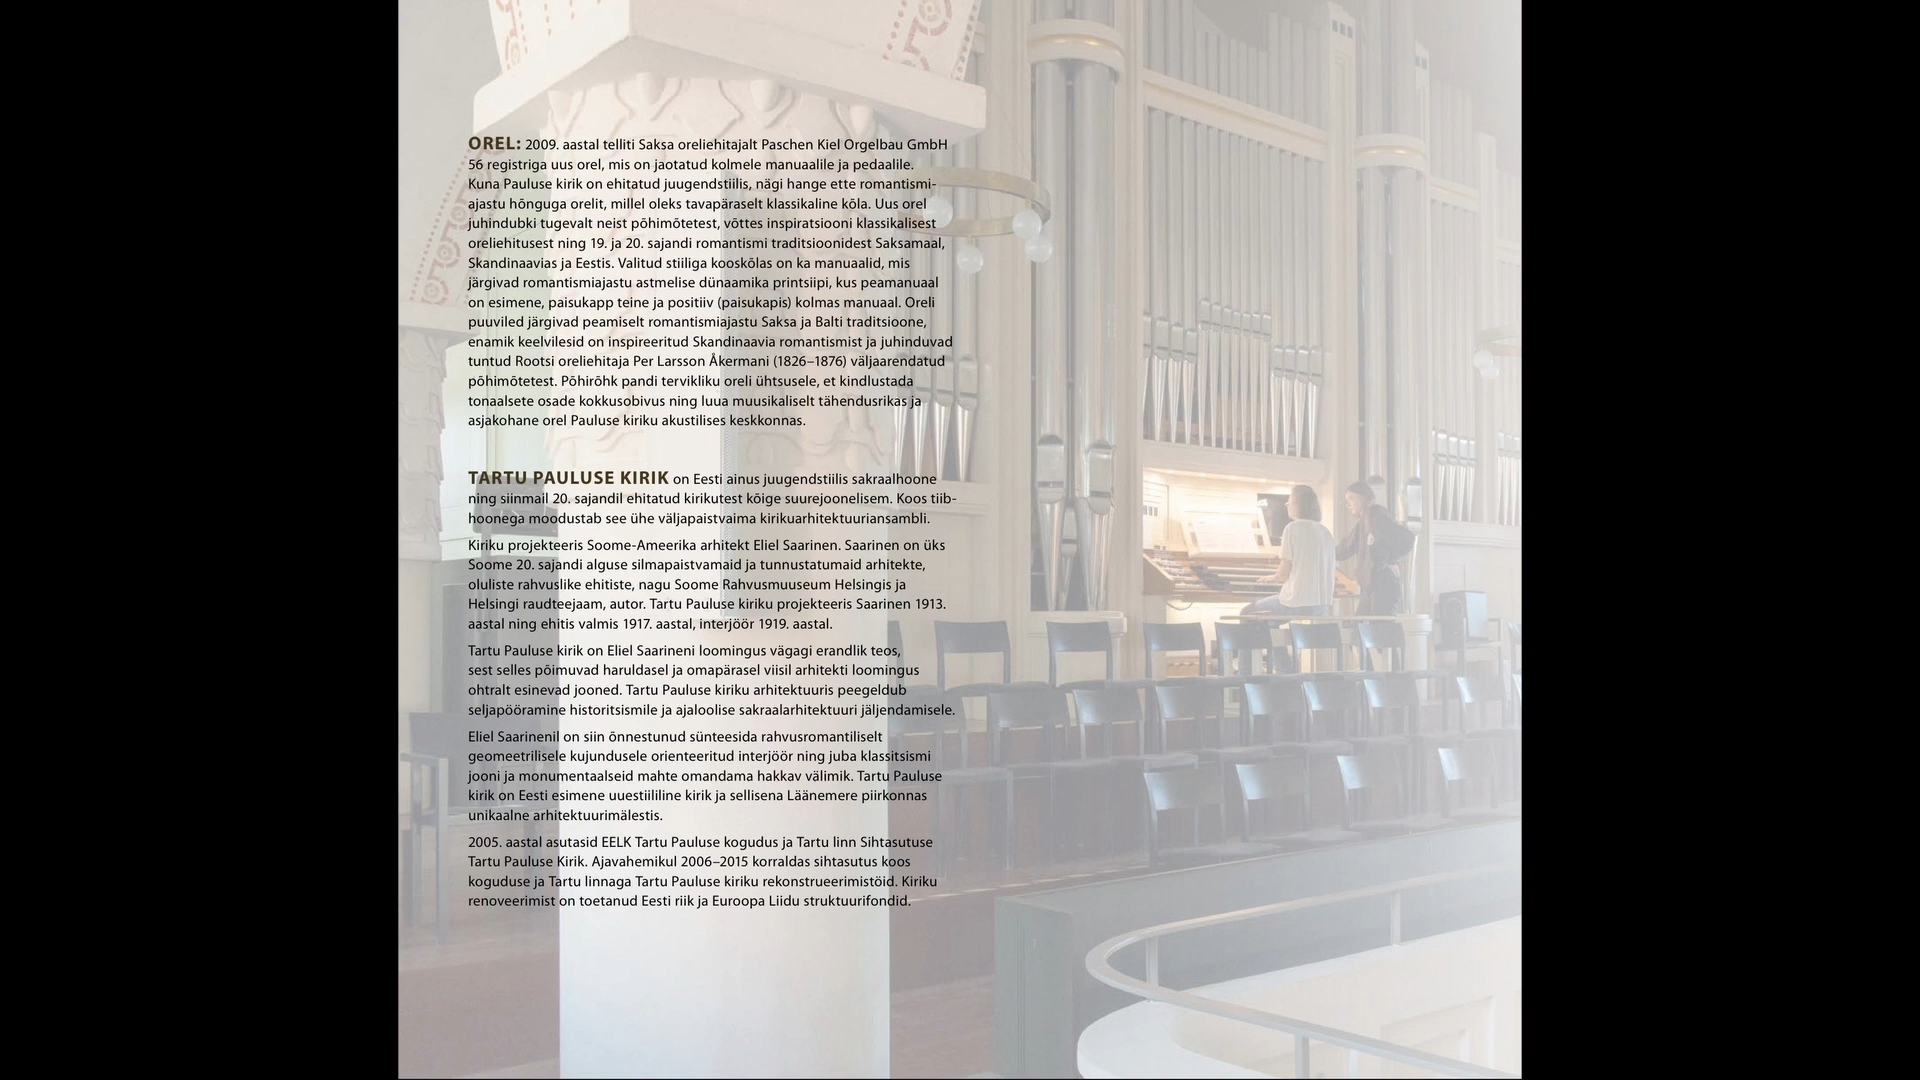 OREL: 2009. aastal telliti Saksa oreliehitajalt Paschen Kiel Orgelbau GmbH
56 registriga uus orel, mis on jaotatud kolmele manuaalile ja pedaalile.
Kuna Pauluse kirik on ehitatud juugendstiilis, nägi hange ette romantismi-
ajastu hõnguga orelit, millel oleks tavapäraselt klassikaline kõla. Uus orel
juhindubki tugevalt neist põhimõtetest, võttes inspiratsiooni klassikalisest
oreliehitusest ning 19. ja 20. sajandi romantismi traditsioonidest Saksamaal,
Skandinaavias ja Eestis. Valitud stiiliga kooskõlas on ka manuaalid, mis
järgivad romantismiajastu astmelise dünaamika printsiipi, kus peamanuaal
on esimene, paisukapp teine ja positiiv (paisukapis) kolmas manuaal. Oreli
puuviled järgivad peamiselt romantismiajastu Saksa ja Balti traditsioone,
enamik keelvilesid on inspireeritud Skandinaavia romantismist ja juhinduvad
tuntud Rootsi oreliehitaja Per Larsson Åkermani (1826–1876) väljaarendatud
põhimõtetest. Põhirõhk pandi tervikliku oreli ühtsusele, et kindlustada
tonaalsete osade kokkusobivus ning luua muusikaliselt tähendusrikas ja
asjakohane orel Pauluse kiriku akustilises keskkonnas.
TARTU PAULUSE KIRIK on Eesti ainus juugendstiilis sakraalhoone
ning siinmail 20. sajandil ehitatud kirikutest kõige suurejoonelisem. Koos tiib-
hoonega moodustab see ühe väljapaistvaima kirikuarhitektuuriansambli.
Kiriku projekteeris Soome-Ameerika arhitekt Eliel Saarinen. Saarinen on üks
Soome 20. sajandi alguse silmapaistvamaid ja tunnustatumaid arhitekte,
oluliste rahvuslike ehitiste, nagu Soome Rahvusmuuseum Helsingis ja
Helsingi raudteejaam, autor. Tartu Pauluse kiriku projekteeris Saarinen 1913.
aastal ning ehitis valmis 1917. aastal, interjöör 1919. aastal.
Tartu Pauluse kirik on Eliel Saarineni loomingus vägagi erandlik teos,
sest selles põimuvad haruldasel ja omapärasel viisil arhitekti loomingus
ohtralt esinevad jooned. Tartu Pauluse kiriku arhitektuuris peegeldub
seljapööramine historitsismile ja ajaloolise sakraalarhitektuuri jäljendamisele.
Eliel Saarinenil on siin õnnestunud sünteesida rahvusromantiliselt
geomeetrilisele kujundusele orienteeritud interjöör ning juba klassitsismi
jooni ja monumentaalseid mahte omandama hakkav välimik. Tartu Pauluse
kirik on Eesti esimene uuestiililine kirik ja sellisena Läänemere piirkonnas
unikaalne arhitektuurimälestis.
2005. aastal asutasid EELK Tartu Pauluse kogudus ja Tartu linn Sihtasutuse
Tartu Pauluse Kirik. Ajavahemikul 2006–2015 korraldas sihtasutus koos
koguduse ja Tartu linnaga Tartu Pauluse kiriku rekonstrueerimistöid. Kiriku
renoveerimist on toetanud Eesti riik ja Euroopa Liidu struktuurifondid.